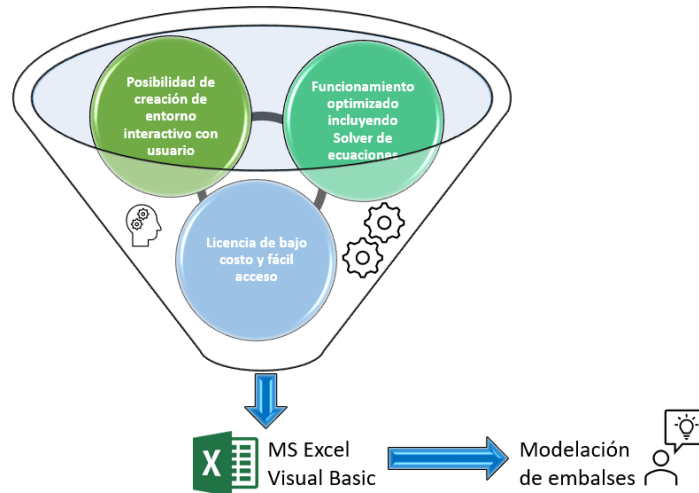 Posibilidad de
creación de
entorno
interactivo con
usuario
Funcionamiento
optimizado
incluyendo
Solver de
ecuaciones
Licencia de bajo
costo y fácil
acceso
X
MS Excel
Visual Basic
Modelación
de embalses